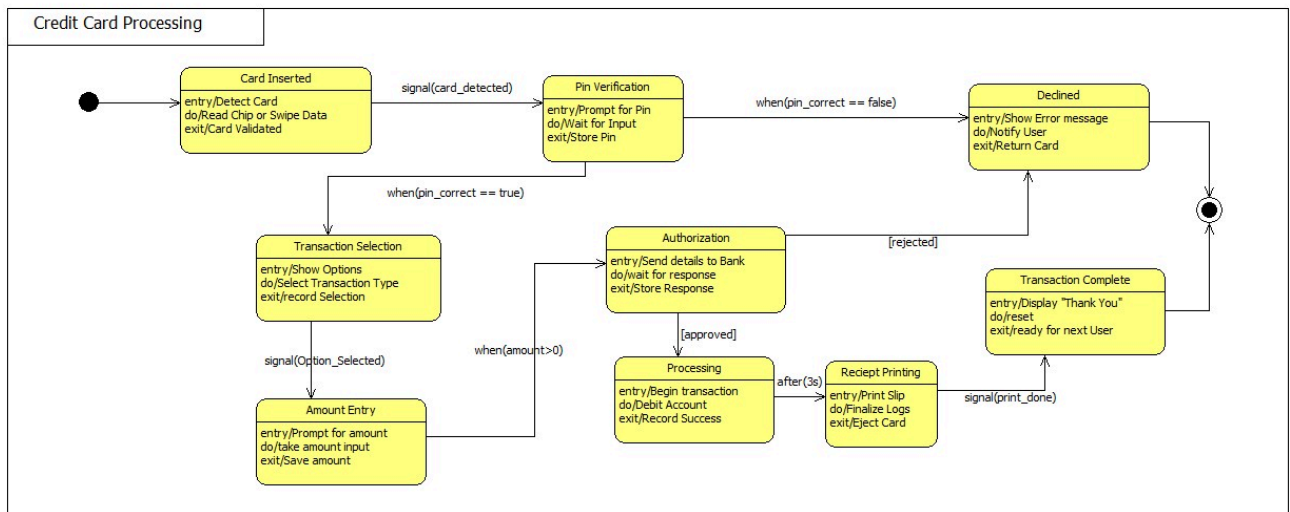 Credit Card Processing
Card Inserted
entry/Detect Card
do/Read Chip or Swipe Data
exit/Card Validated
signal(card_detected)
Pin Verification
entry/Prompt for Pin
do/Wait for Input
exit/Store Pin
when(pin_correct == false)
Declined
entry/Show Error message
do/Notify User
exit/Return Card
when(pin_correct == true)
Transaction Selection
entry/Show Options
do/Select Transaction Type
exit/record Selection
Authorization
entry/Send details to Bank
do/wait for response
exit/Store Response
[rejected]
Transaction Complete
entry/Display "Thank You"
do/reset
exit/ready for next User
signal(Option_Selected)
when(amount>0)
[approved]
Amount Entry
entry/Prompt for amount
do/take amount input
exit/Save amount
Processing
entry/Begin transaction
do/Debit Account
exit/Record Success
after(3s)
Reciept Printing
entry/Print Slip
do/Finalize Logs
exit/Eject Card
signal(print_done)